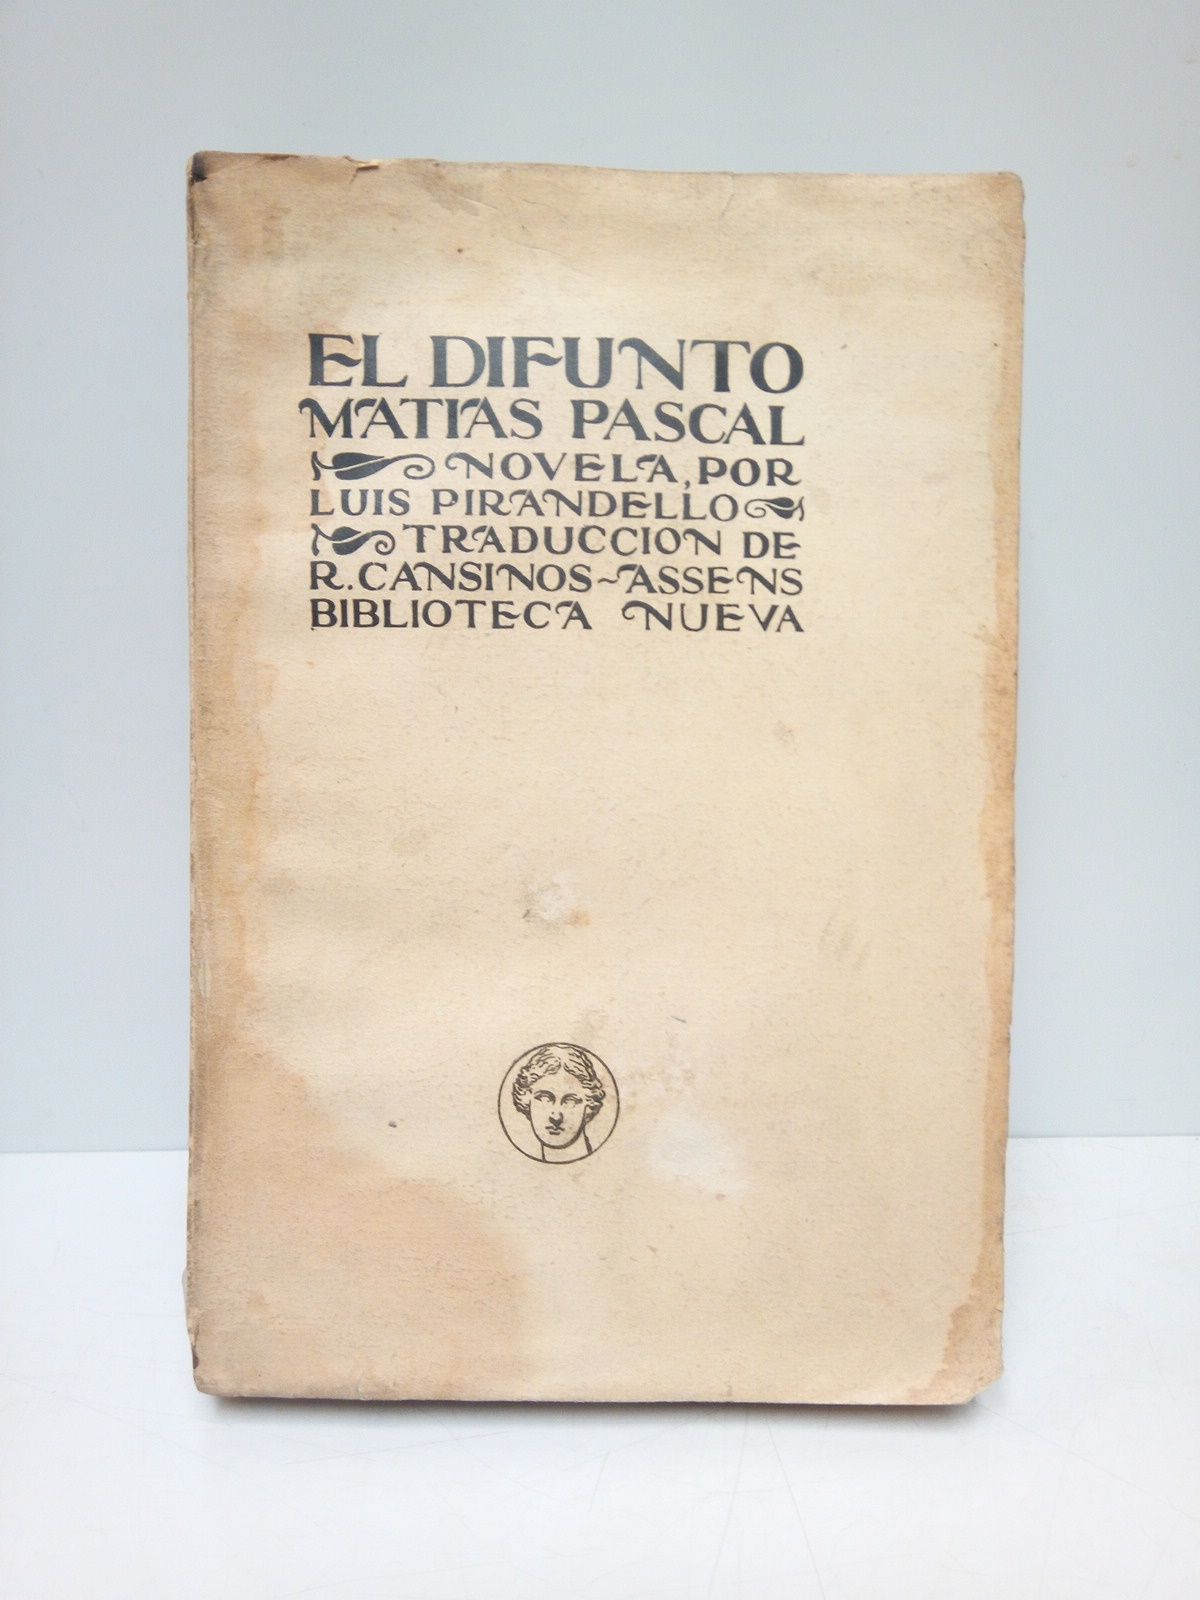 EL DIFUNTO
MATIAS PASCAL
NOVELA, POR
LUIS PIRANDELLO
TRADUCCION DE
R. CANSINOS-ASSENS
BIBLIOTECA NUEVA